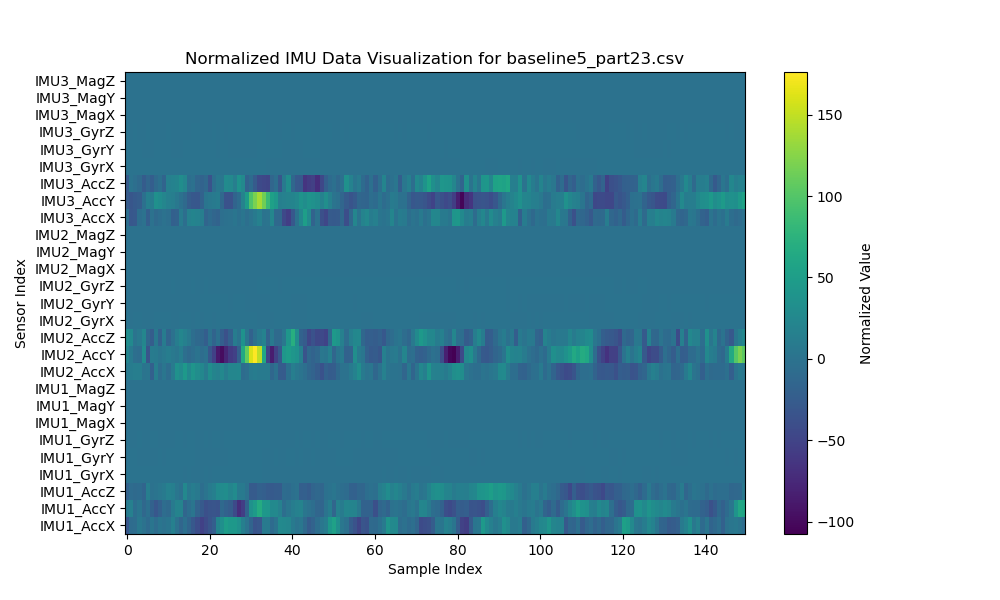 Normalized IMU Data Visualization for baseline5_part23.csv
IMU3_MagZ
IMU3_MagY
IMU3_MagX
IMU3_GyrZ
IMU3_GyrY
IMU3_GyrX
IMU3_AccZ
IMU3_AccY
IMU3_AccX
IMU2_MagZ
IMU2_MagY
IMU2_MagX
IMU2_GyrZ
IMU2_GyrY
IMU2_GyrX
IMU2_AccZ
IMU2_AccY
IMU2_AccX
IMU1_MagZ
IMU1_MagY
IMU1_MagX
IMU1_GyrZ
IMU1_GyrY
IMU1_GyrX
IMU1_AccZ
IMU1_AccY
IMU1_AccX
Sensor Index
0 20 40 60 80 100 120 140
Sample Index
150
100
50
0
−50
−100
Normalized Value